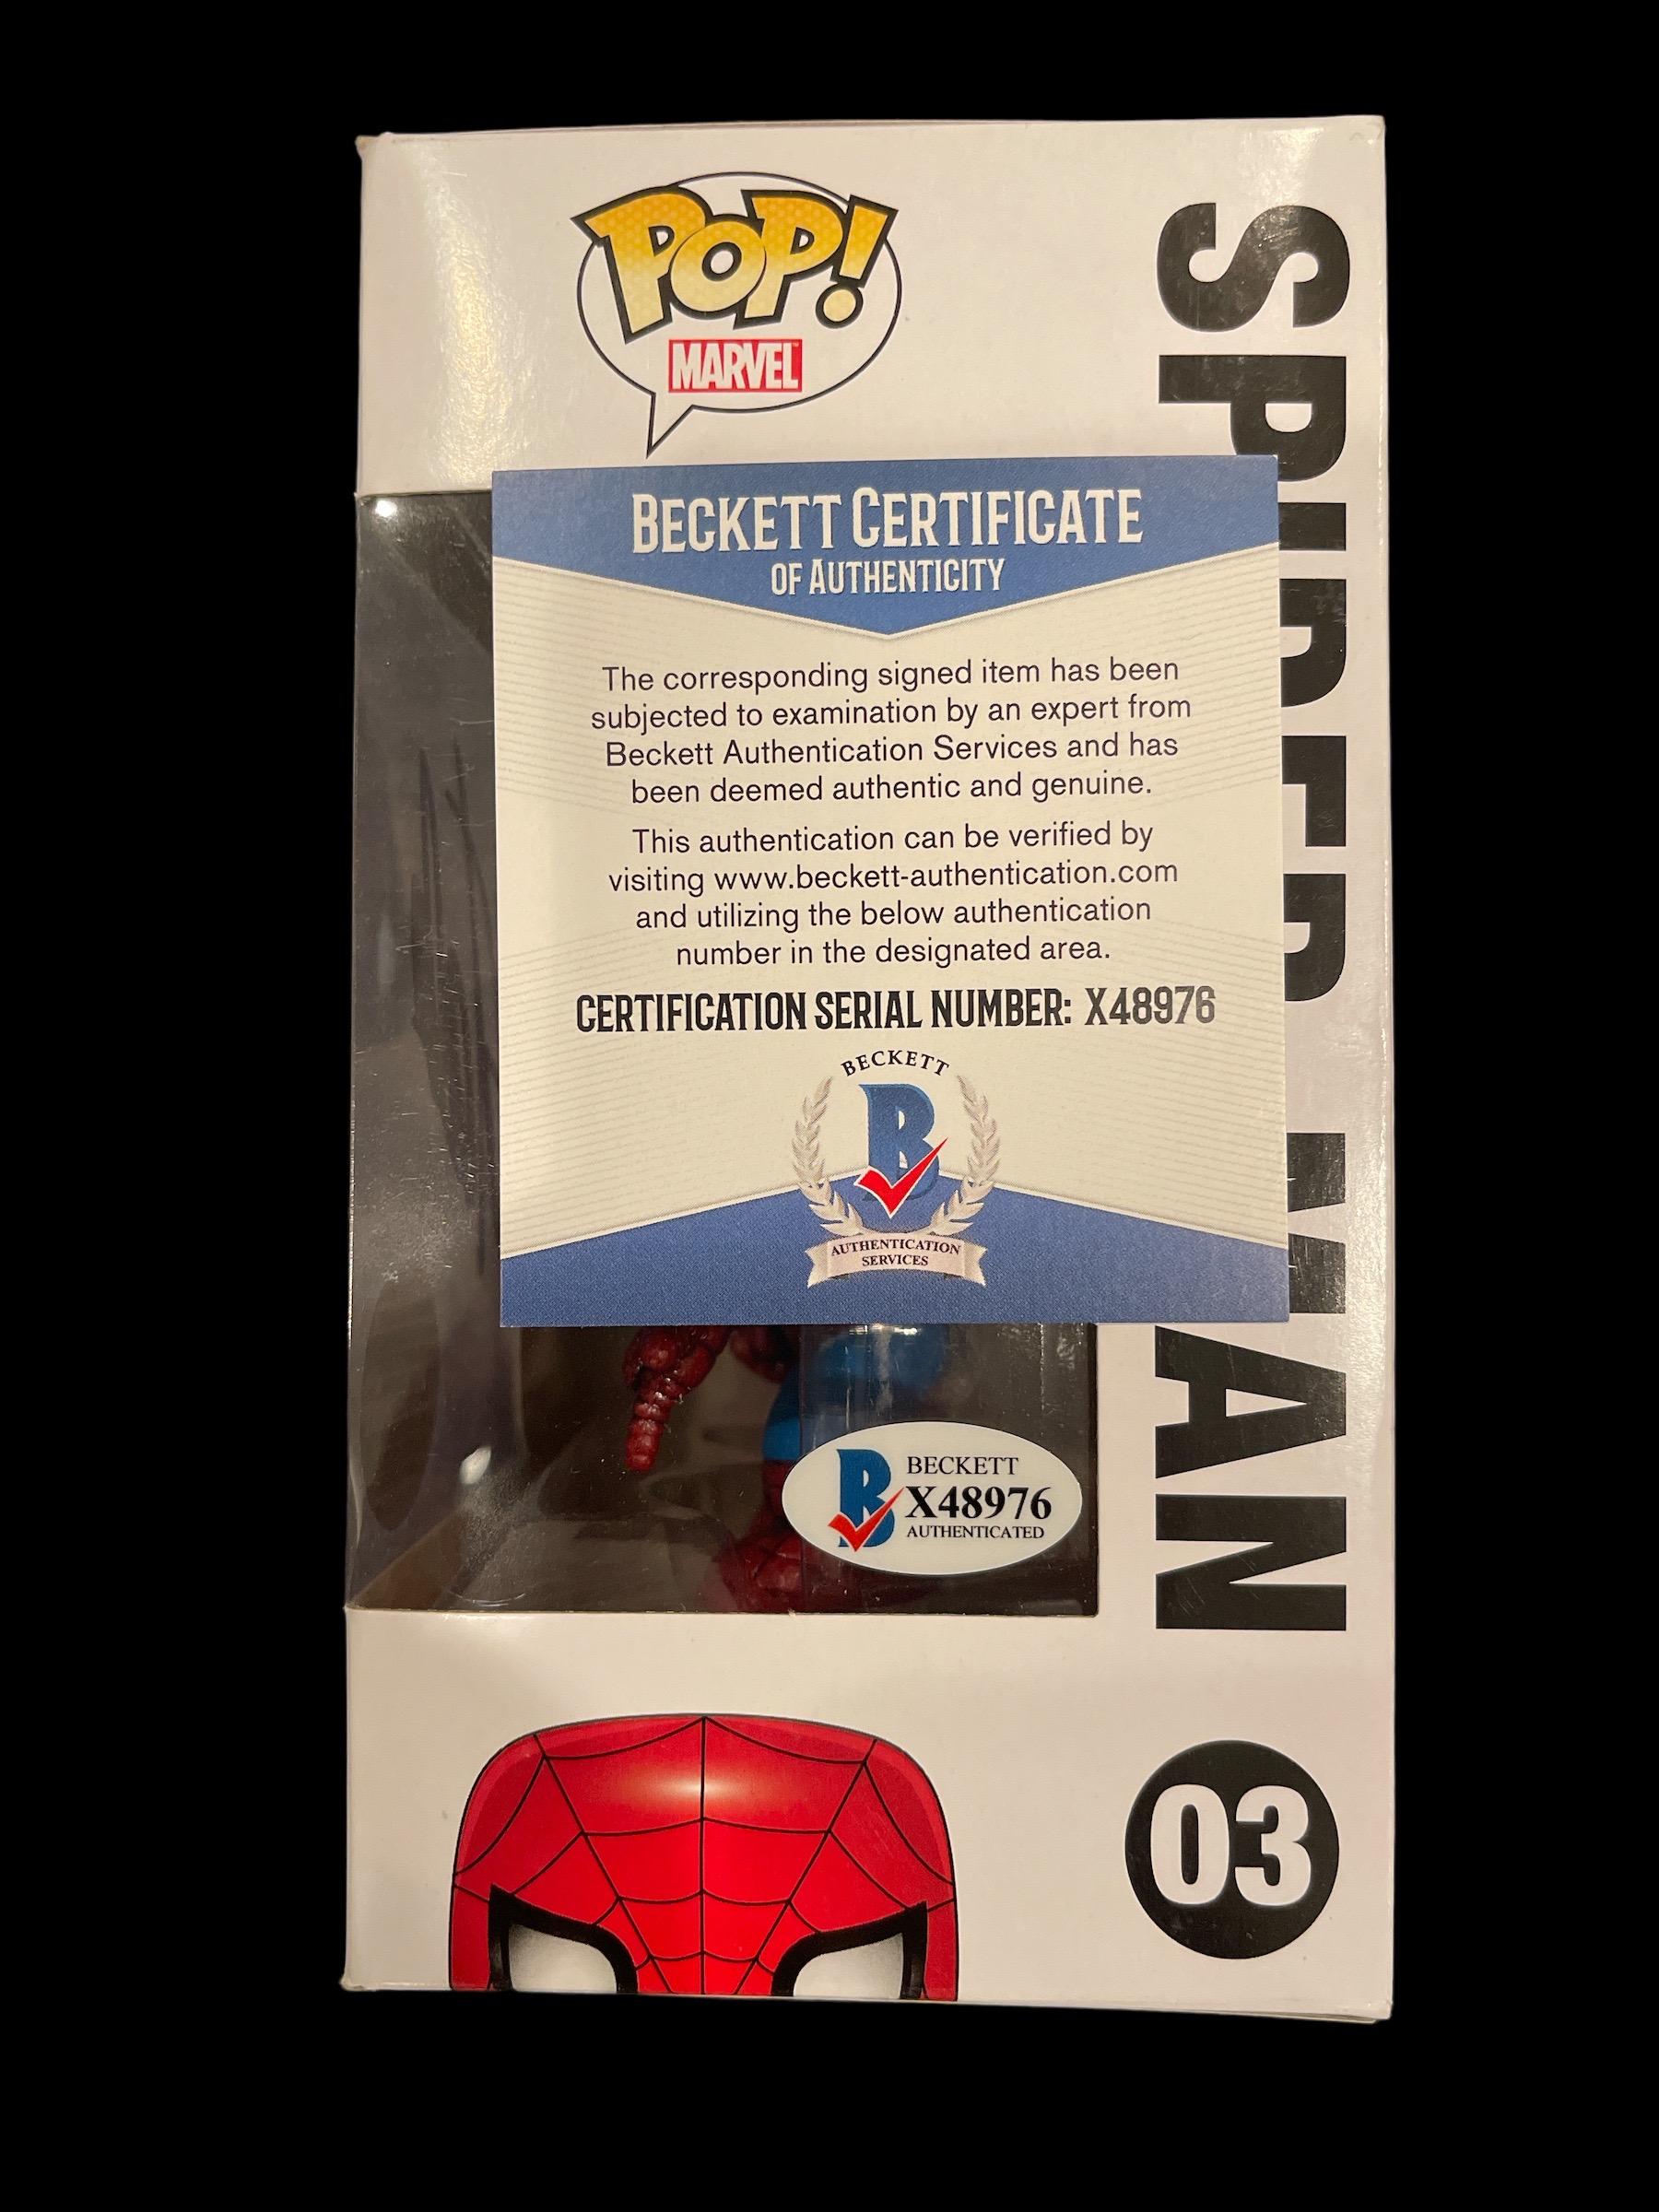 POP!
MARVEL
SPIDER-MAN
BECKETT CERTIFICATE
OF AUTHENTICITY
The corresponding signed item has been
subjected to examination by an expert from
Beckett Authentication Services and has
been deemed authentic and genuine.
This authentication can be verified by
visiting www.beckett-authentication.com
and utilizing the below authentication
number in the designated area.
CERTIFICATION SERIAL NUMBER: X48976
BECKETT
B
AUTHENTICATION
SERVICES
B
BECKETT
X48976
AUTHENTICATED
03